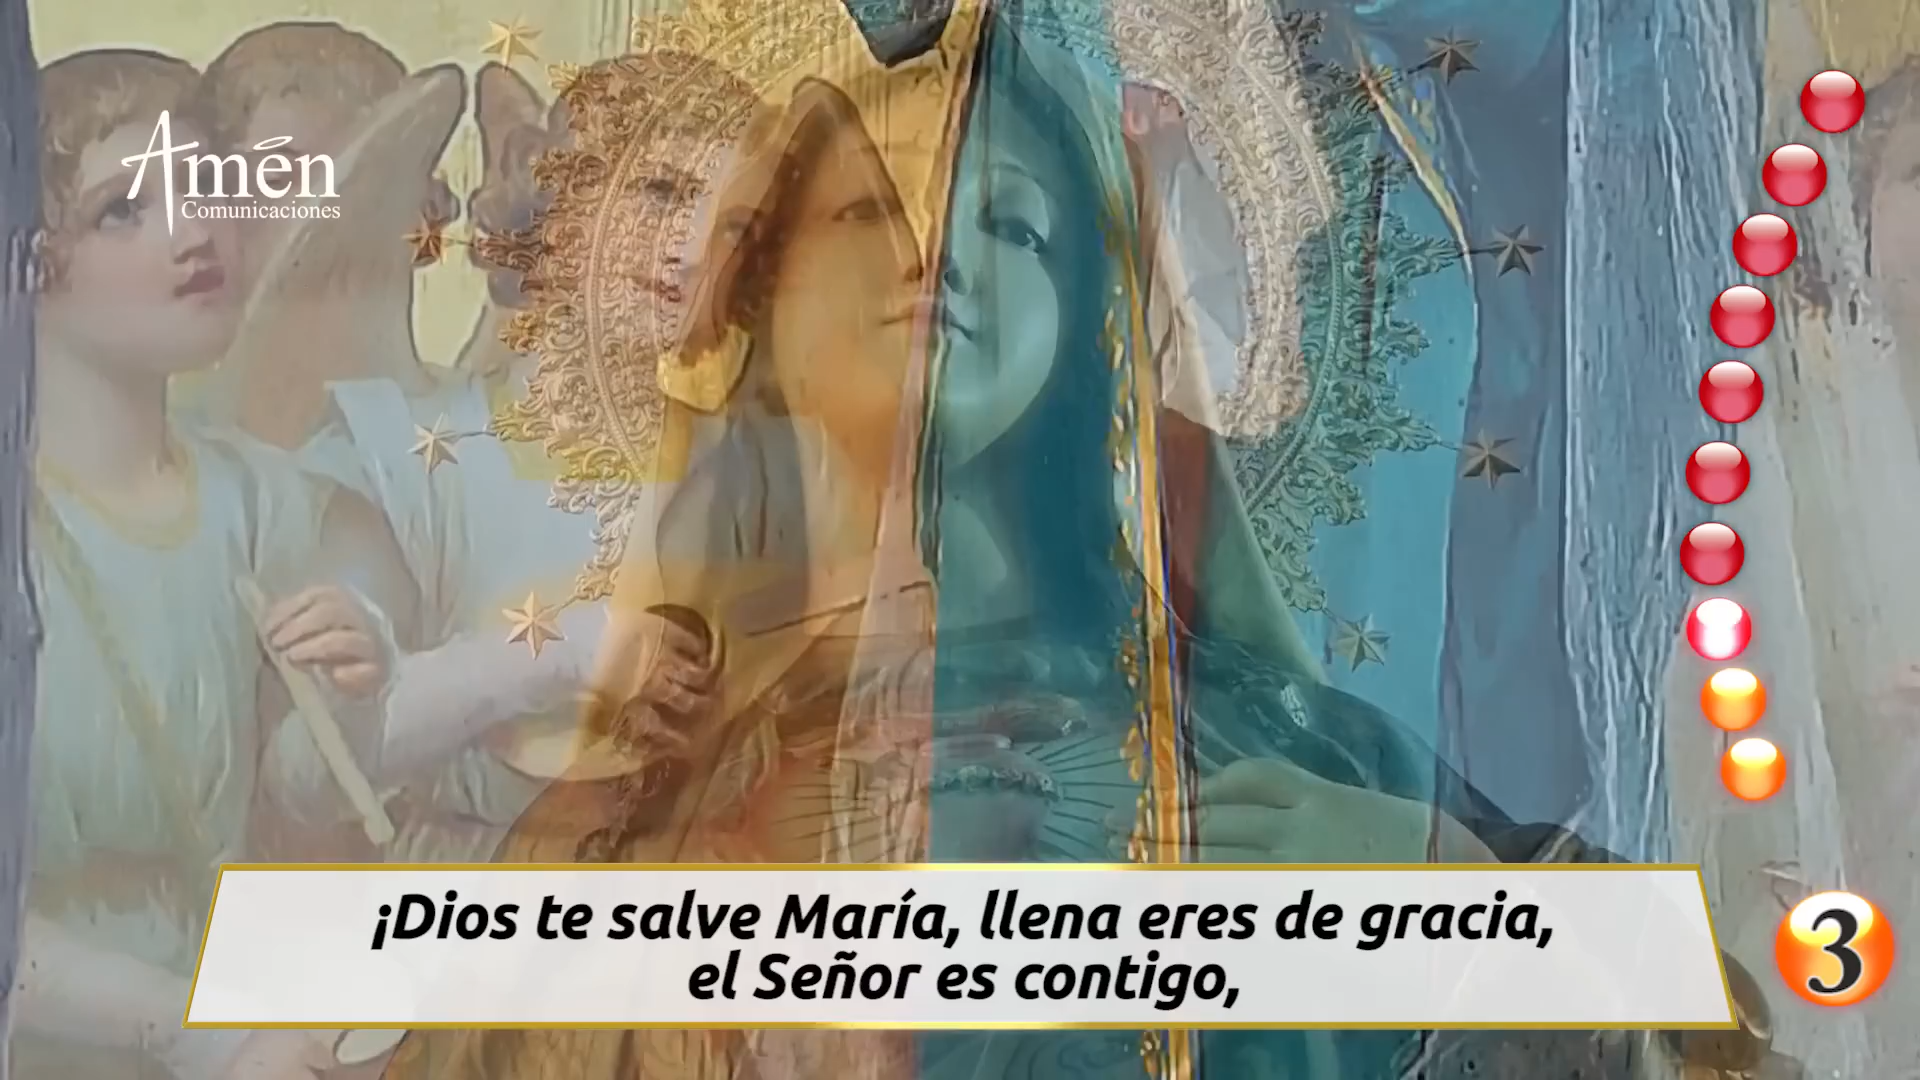 Amén
Comunicaciones
¡Dios te salve María, llena eres de gracia,
el Señor es contigo,
3